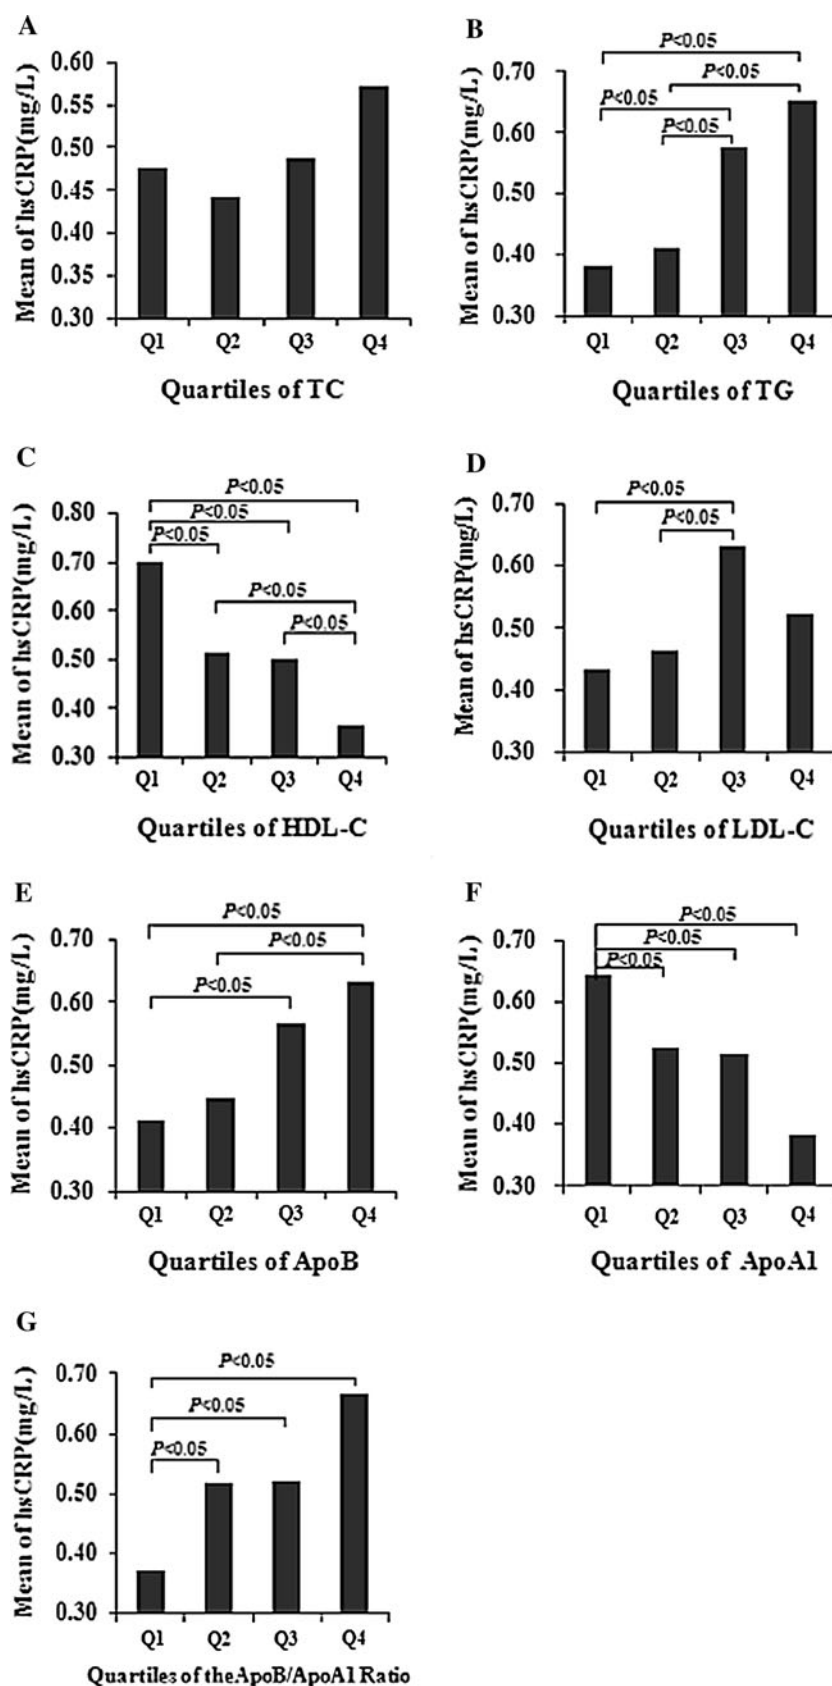 A
Mean of hsCRP(mg/L)
0.60
0.55
0.50
0.45
0.40
0.35
0.30
Q1 Q2 Q3 Q4
Quartiles of TC
B
Mean of hsCRP(mg/L)
P<0.05
P<0.05
P<0.05
P<0.05
0.70
0.60
0.50
0.40
0.30
Q1 Q2 Q3 Q4
Quartiles of TG
C
Mean of hsCRP(mg/L)
P<0.05
P<0.05
P<0.05
P<0.05
P<0.05
0.80
0.70
0.60
0.50
0.40
0.30
Q1 Q2 Q3 Q4
Quartiles of HDL-C
D
Mean of hsCRP(mg/L)
P<0.05
P<0.05
0.70
0.60
0.50
0.40
0.30
Q1 Q2 Q3 Q4
Quartiles of LDL-C
E
Mean of hsCRP(mg/L)
P<0.05
P<0.05
P<0.05
0.70
0.60
0.50
0.40
0.30
Q1 Q2 Q3 Q4
Quartiles of ApoB
F
Mean of hsCRP(mg/L)
P<0.05
P<0.05
P<0.05
0.70
0.60
0.50
0.40
0.30
Q1 Q2 Q3 Q4
Quartiles of ApoA1
G
Mean of hsCRP(mg/L)
P<0.05
P<0.05
P<0.05
0.70
0.60
0.50
0.40
0.30
Q1 Q2 Q3 Q4
Quartiles of theApoB/ApoA1 Ratio